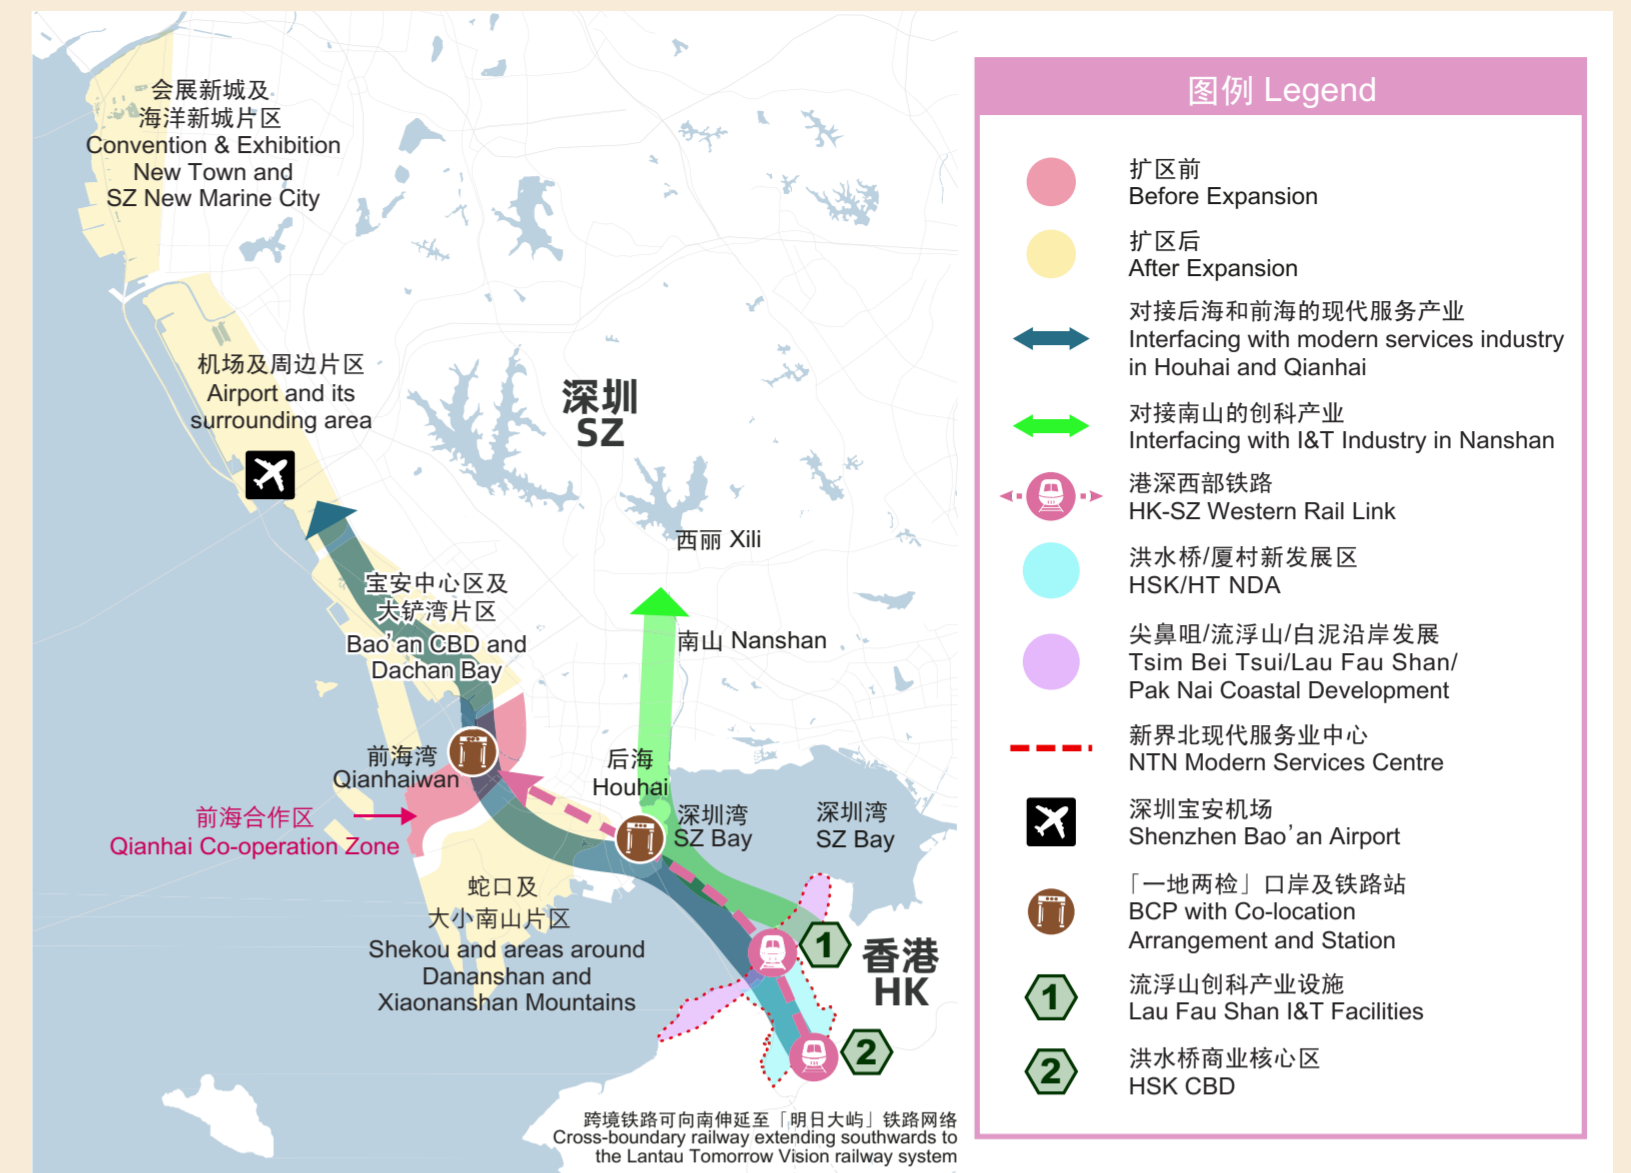 会展新城及
海洋新城片区
Convention & Exhibition
New Town and
SZ New Marine City
机场及周边片区
Airport and its
surrounding area
深圳
SZ
西丽 Xili
宝安中心区及
大铲湾片区
Bao'an CBD and
Dachan Bay
南山 Nanshan
前海湾
Qianhaiwan
后海
Houhai
前海合作区
Qianhai Co-operation Zone
深圳湾
SZ Bay
深圳湾
SZ Bay
蛇口及
大小南山片区
Shekou and areas around
Dananshan and
Xiaonanshan Mountains
1
香港
HK
2
跨境铁路可向南伸延至「明日大屿」铁路网络
Cross-boundary railway extending southwards to
the Lantau Tomorrow Vision railway system
图例 Legend
扩区前
Before Expansion
扩区后
After Expansion
对接后海和前海的现代服务产业
Interfacing with modern services industry
in Houhai and Qianhai
对接南山的创科产业
Interfacing with I&T Industry in Nanshan
港深西部铁路
HK-SZ Western Rail Link
洪水桥/厦村新发展区
HSK/HT NDA
尖鼻咀/流浮山/白泥沿岸发展
Tsim Bei Tsui/Lau Fau Shan/
Pak Nai Coastal Development
新界北现代服务业中心
NTN Modern Services Centre
深圳宝安机场
Shenzhen Bao'an Airport
「一地两检」口岸及铁路站
BCP with Co-location
Arrangement and Station
1
流浮山创科产业设施
Lau Fau Shan I&T Facilities
2
洪水桥商业核心区
HSK CBD